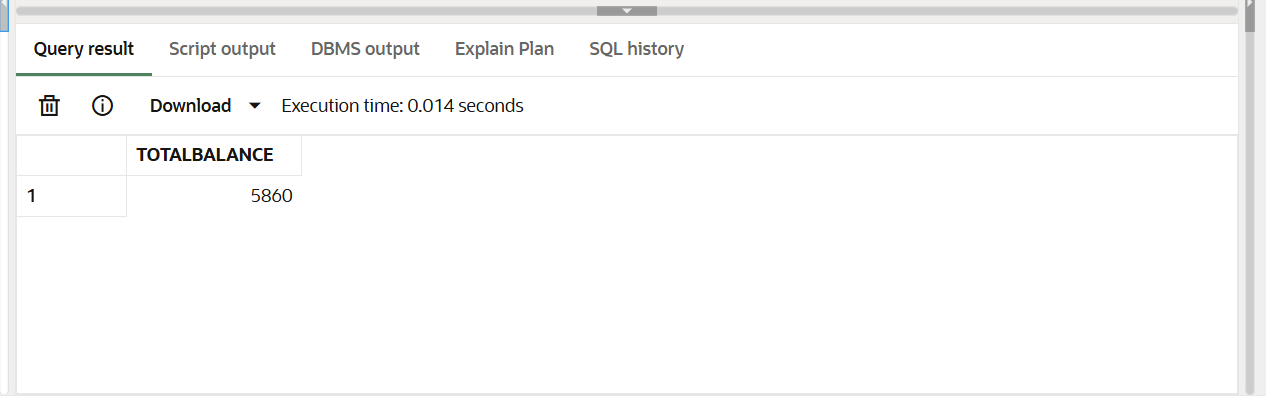 Query result Script output DBMS output Explain Plan SQL history
Download Execution time: 0.014 seconds
TOTALBALANCE
1 5860